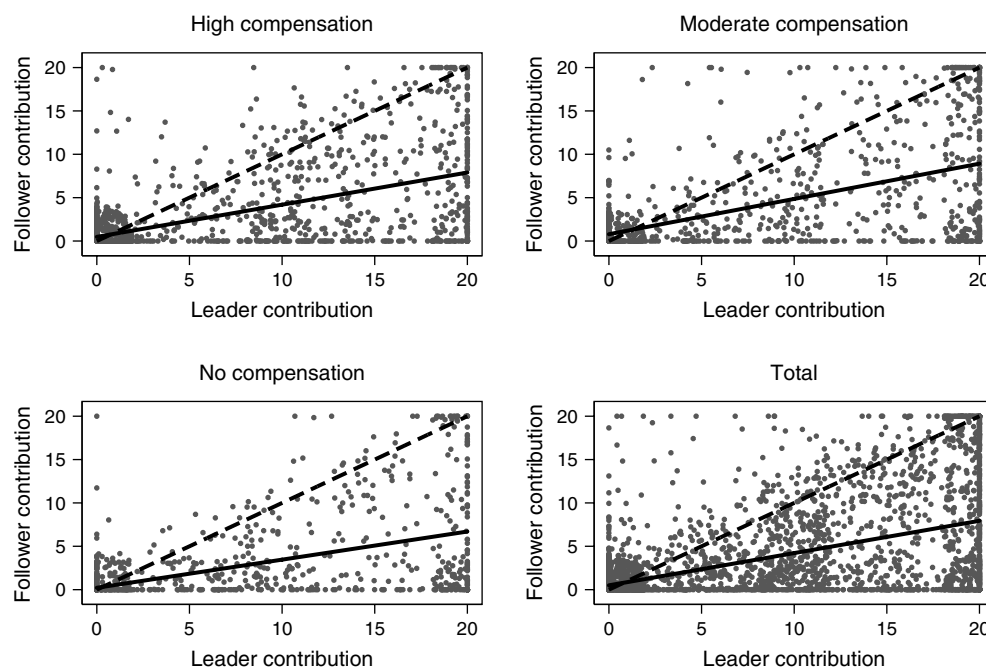 High compensation
Follower contribution
20
15
10
5
0
0 5 10 15 20
Leader contribution
Moderate compensation
Follower contribution
20
15
10
5
0
0 5 10 15 20
Leader contribution
No compensation
Follower contribution
20
15
10
5
0
0 5 10 15 20
Leader contribution
Total
Follower contribution
20
15
10
5
0
0 5 10 15 20
Leader contribution